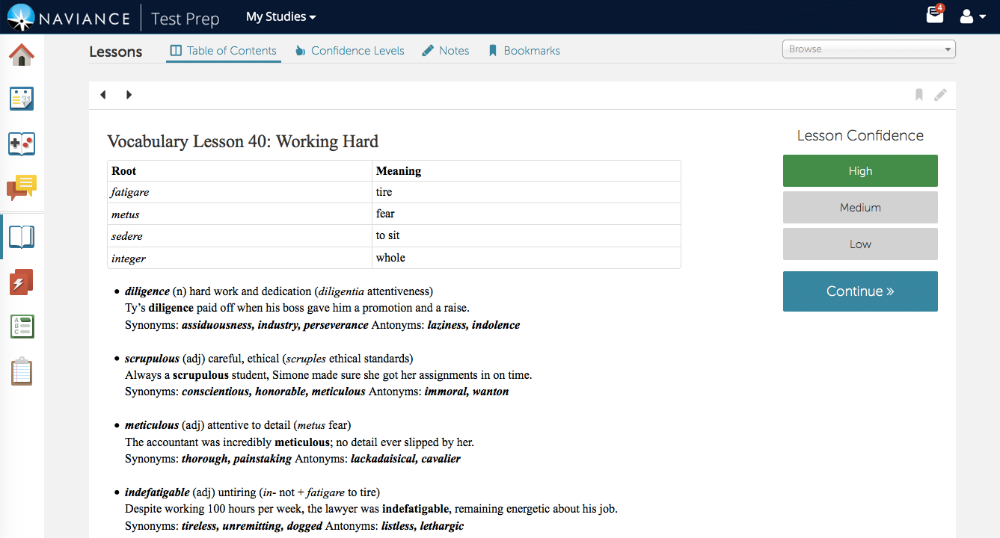 NAVIANCE Test Prep My Studies 4
Lessons Table of Contents Confidence Levels Notes Bookmarks Browse
31
Vocabulary Lesson 40: Working Hard
Root Meaning
fatigare tire
metus fear
sedere to sit
integer whole
• diligence (n) hard work and dedication (diligentia attentiveness)
Ty’s diligence paid off when his boss gave him a promotion and a raise.
Synonyms: assiduousness, industry, perseverance Antonyms: laziness, indolence
• scrupulous (adj) careful, ethical (scruples ethical standards)
Always a scrupulous student, Simone made sure she got her assignments in on time.
Synonyms: conscientious, honorable, meticulous Antonyms: immoral, wanton
• meticulous (adj) attentive to detail (metus fear)
The accountant was incredibly meticulous; no detail ever slipped by her.
Synonyms: thorough, painstaking Antonyms: lackadaisical, cavalier
• indefatigable (adj) untiring (in- not + fatigare to tire)
Despite working 100 hours per week, the lawyer was indefatigable, remaining energetic about his job.
Synonyms: tireless, unremitting, dogged Antonyms: listless, lethargic
Lesson Confidence
High
Medium
Low
Continue »
A
B
C